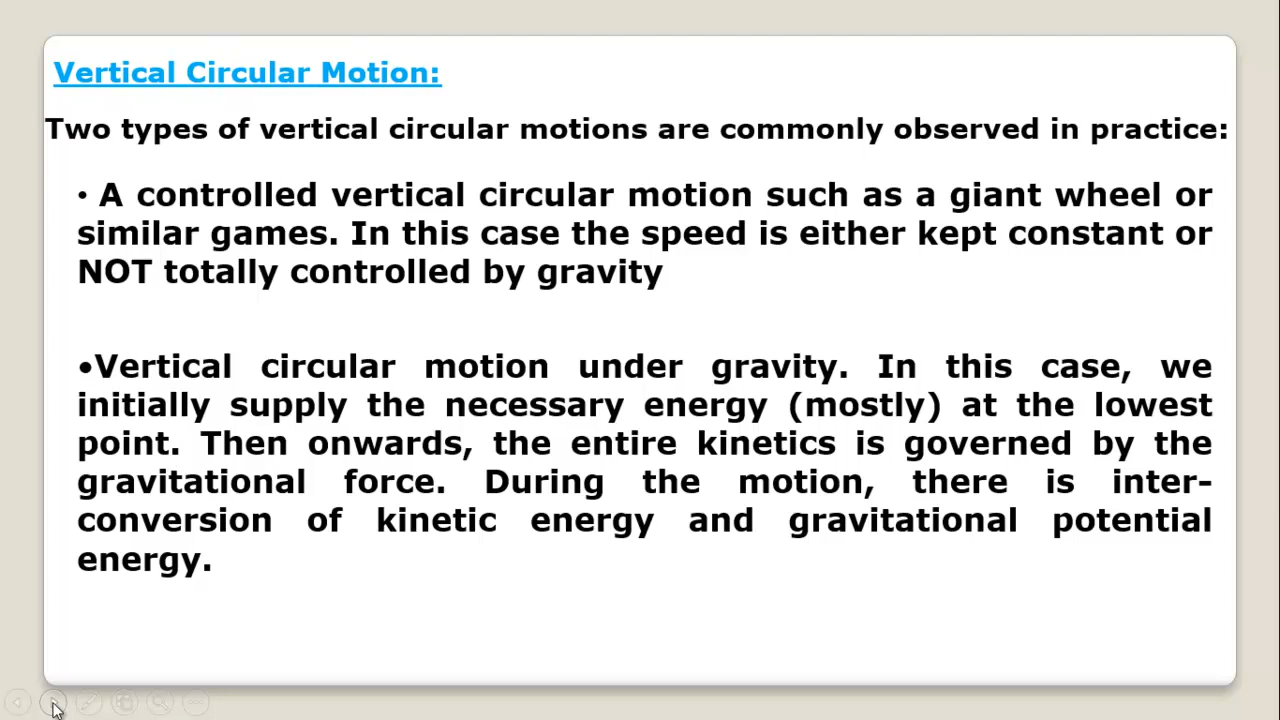 Vertical Circular Motion:
Two types of vertical circular motions are commonly observed in practice:
• A controlled vertical circular motion such as a giant wheel or
similar games. In this case the speed is either kept constant or
NOT totally controlled by gravity
•Vertical circular motion under gravity. In this case, we
initially supply the necessary energy (mostly) at the lowest
point. Then onwards, the entire kinetics is governed by the
gravitational force. During the motion, there is inter-
conversion of kinetic energy and gravitational potential
energy.